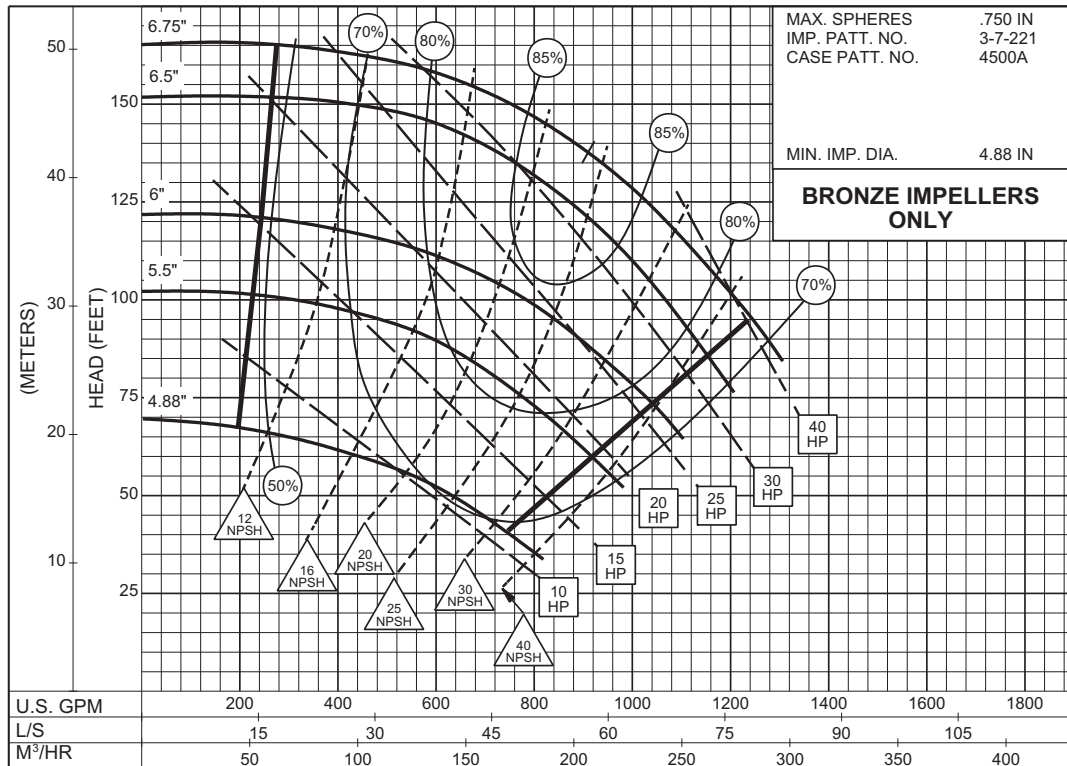 6.75"
70%
80%
85%
MAX. SPHERES .750 IN
IMP. PATT. NO. 3-7-221
CASE PATT. NO. 4500A
50
6.5"
150
85%
MIN. IMP. DIA. 4.88 IN
40
6"
125
BRONZE IMPELLERS
ONLY
80%
5.5"
70%
30
100
(METERS)
HEAD (FEET)
4.88"
75
20
40
HP
50%
50
30
HP
20
HP
25
HP
12
NPSH
16
NPSH
20
NPSH
15
HP
10
25
25
NPSH
30
NPSH
10
HP
40
NPSH
U.S. GPM 200 400 600 800 1000 1200 1400 1600 1800
L/S 15 30 45 60 75 90 105
M³/HR 50 100 150 200 250 300 350 400